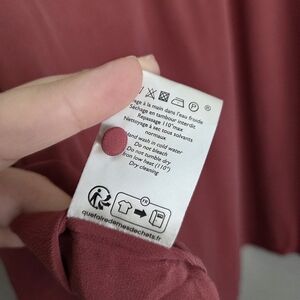 à la main dans l'eau froide
Séchage en tambour interdit
Repassage 110° max
Nettoyage à sec tous solvants
normaux
Hand wash in cold water
Do not bleach
Do not tumble dry
Iron low heat (110°)
Dry cleaning
FR
quefairedemesdechets.fr